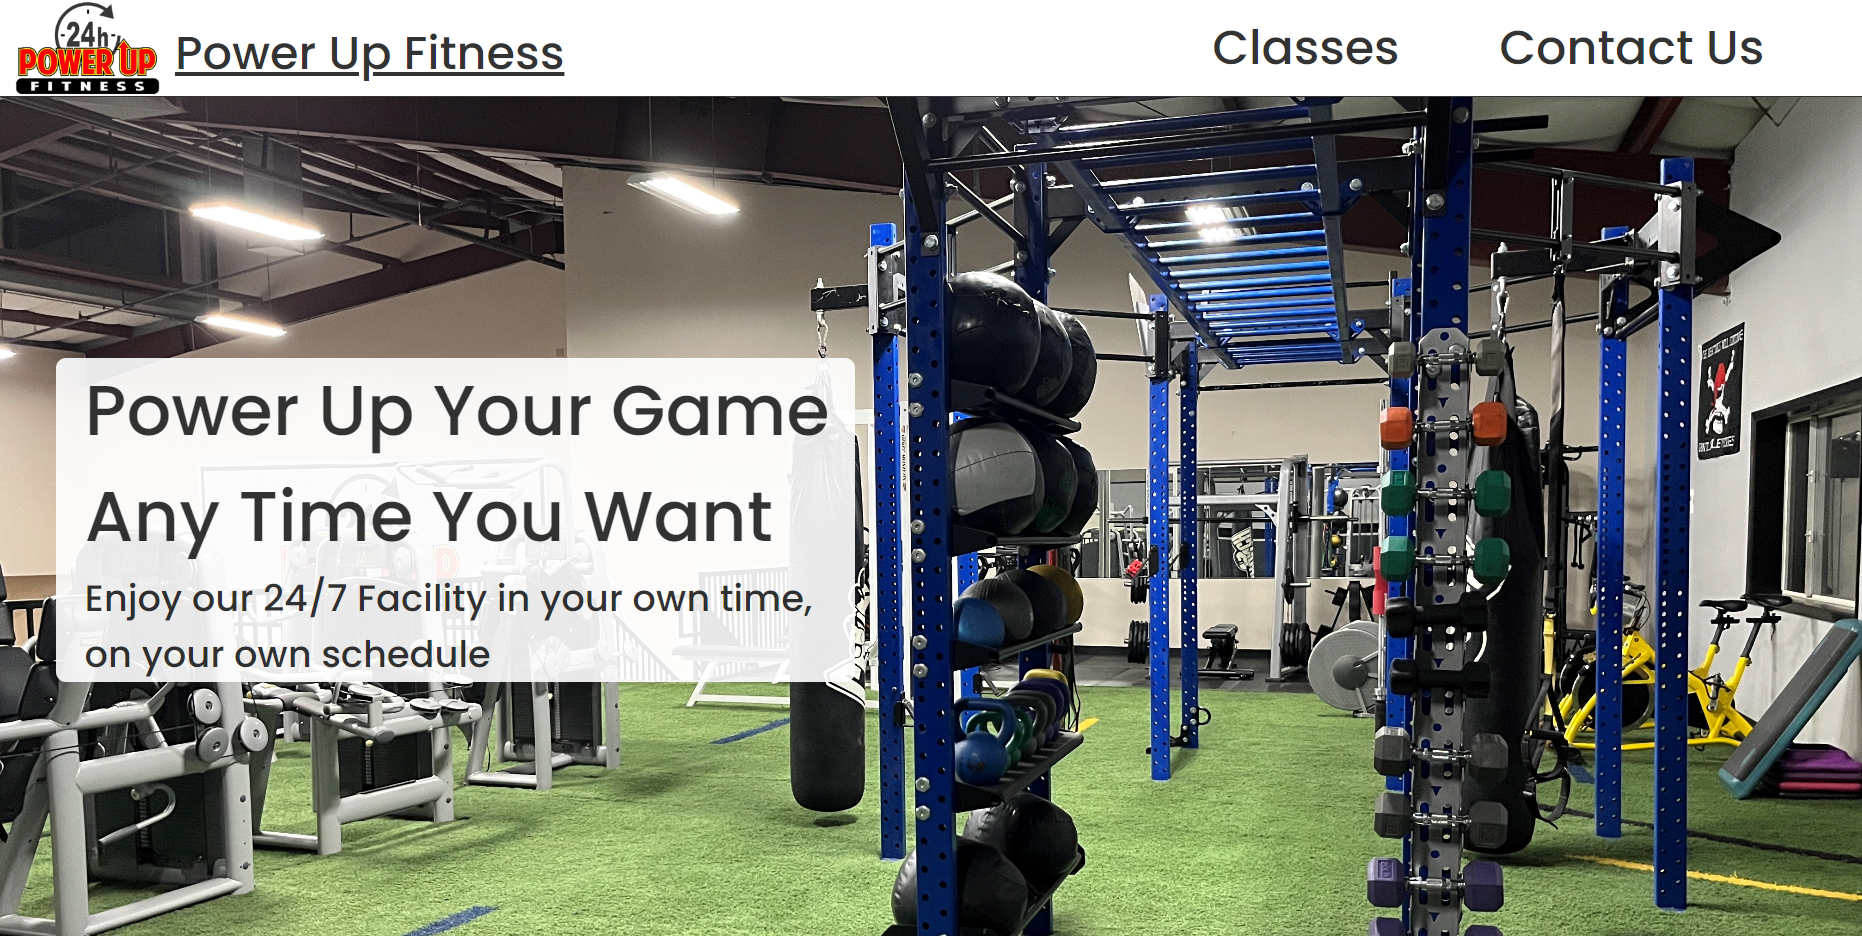 24h
POWER UP
FITNESS
Power Up Fitness
Classes
Contact Us
Power Up Your Game
Any Time You Want
Enjoy our 24/7 Facility in your own time,
on your own schedule